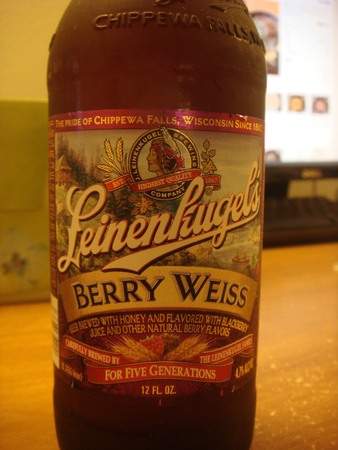 CHIPPEWA FALLS,
THE PRIDE OF CHIPPEWA FALLS, WISCONSIN SINCE 1867
LEINENKUGEL BREWING
HIGHEST QUALITY
EST. 1867
COMPANY
Leinenkugel's
BERRY WEISS
BEER BREWED WITH HONEY AND FLAVORED WITH BLACKBERRY
JUICE AND OTHER NATURAL BERRY FLAVORS
CAREFULLY BREWED BY THE LEINENKUGEL FAMILY
FOR FIVE GENERATIONS
12 FL. OZ.